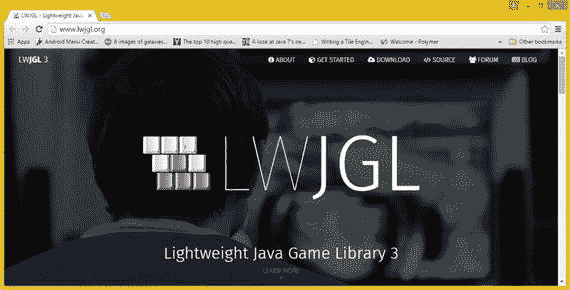 LWJGL - Lightweight Java
www.lwjgl.org
Apps Android Menu Creat... 8 images of galaxies... The top 10 high qua... A look at Java 7's ne... Writing a Tile Engin... Welcome - Polymer Other bookmarks
LWJGL 3 ABOUT GET STARTED DOWNLOAD SOURCE FORUM BLOG
LWJGL
Lightweight Java Game Library 3
LEARN MORE